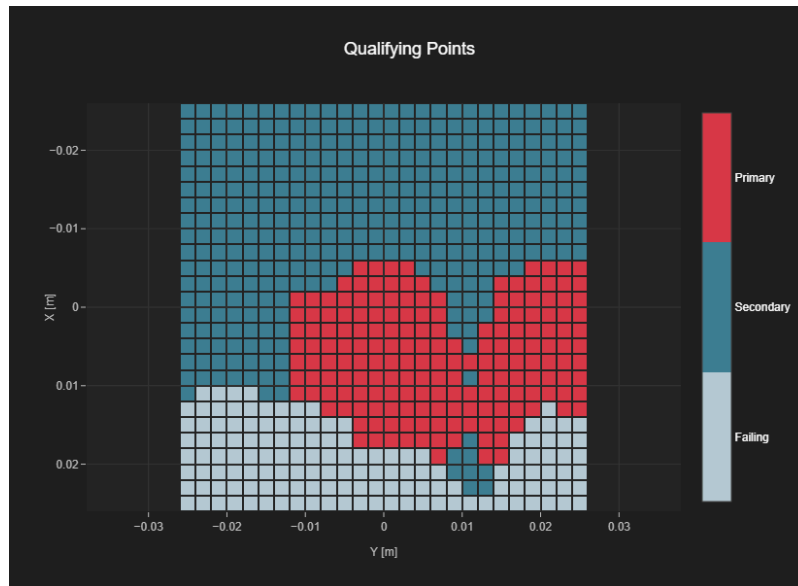 Qualifying Points
Primary
Secondary
Failing
−0.02
−0.01
0
0.01
0.02
X [m]
−0.03
−0.02
−0.01
0
0.01
0.02
0.03
Y [m]